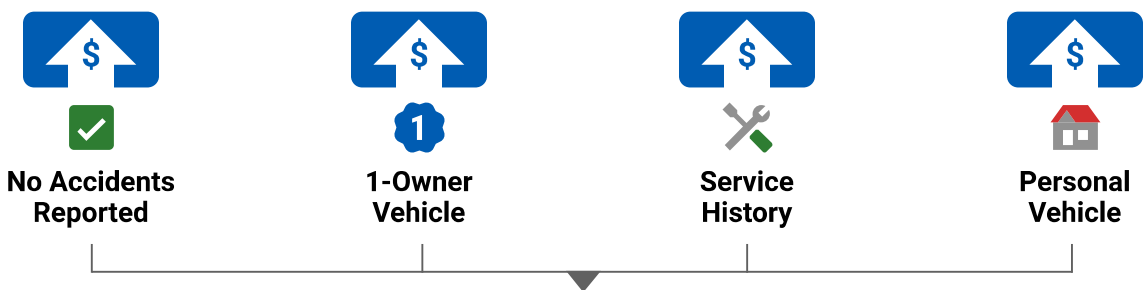 $ $ $ $
1
No Accidents
Reported
1-Owner
Vehicle
Service
History
Personal
Vehicle